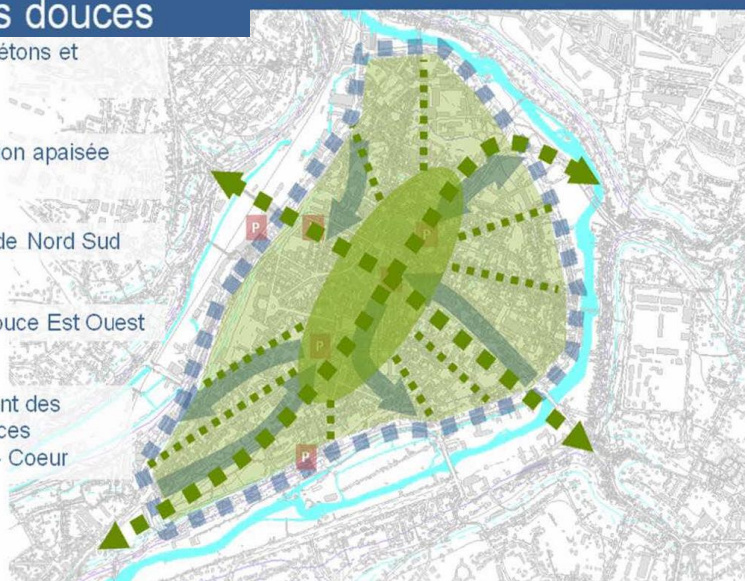 s douces
étons et
on apaisée
de Nord Sud
ouce Est Ouest
nt des
ces
Coeur
P
P
P
P
P